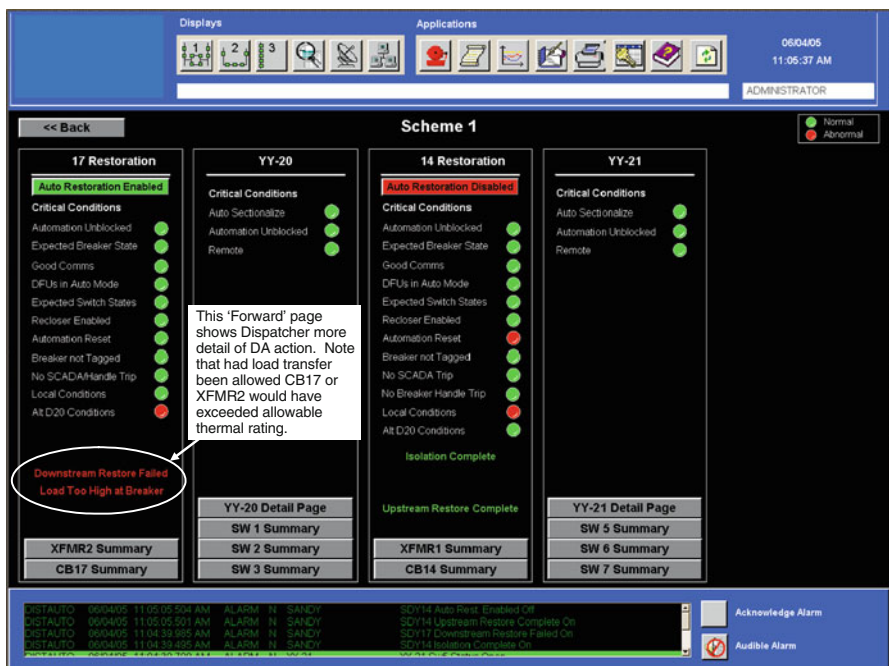 Displays
Applications
1 2 3
06/04/05
11:05:37 AM
ADMINISTRATOR
<< Back
Scheme 1
Normal
Abnormal
17 Restoration
Auto Restoration Enabled
Critical Conditions
Automation Unblocked
Expected Breaker State
Good Comms
DFUs in Auto Mode
Expected Switch States
Recloser Enabled
Automation Reset
Breaker not Tagged
No SCADA/Handle Trip
Local Conditions
Alt D20 Conditions
Downstream Restore Failed
Load Too High at Breaker
XFMR2 Summary
CB17 Summary
YY-20
Critical Conditions
Auto Sectionalize
Automation Unblocked
Remote
This 'Forward' page
shows Dispatcher more
detail of DA action. Note
that had load transfer
been allowed CB17 or
XFMR2 would have
exceeded allowable
thermal rating.
YY-20 Detail Page
SW 1 Summary
SW 2 Summary
SW 3 Summary
14 Restoration
Auto Restoration Disabled
Critical Conditions
Automation Unblocked
Expected Breaker State
Good Comms
DFUs in Auto Mode
Expected Switch States
Recloser Enabled
Automation Reset
Breaker not Tagged
No SCADA Trip
No Breaker Handle Trip
Local Conditions
Alt D20 Conditions
Isolation Complete
Upstream Restore Complete
XFMR1 Summary
CB14 Summary
YY-21
Critical Conditions
Auto Sectionalize
Automation Unblocked
Remote
YY-21 Detail Page
SW 5 Summary
SW 6 Summary
SW 7 Summary
DISTAUTO 06/04/05 11:05:05.504 AM ALARM N SANDY SDY14 Auto Rest. Enabled Off
DISTAUTO 06/04/05 11:05:05.501 AM ALARM N SANDY SDY14 Upstream Restore Complete On
DISTAUTO 06/04/05 11:04:39.985 AM ALARM N SANDY SDY17 Downstream Restore Failed On
DISTAUTO 06/04/05 11:04:39.495 AM ALARM N SANDY SDY14 Isolation Complete On
Acknowledge Alarm
Audible Alarm